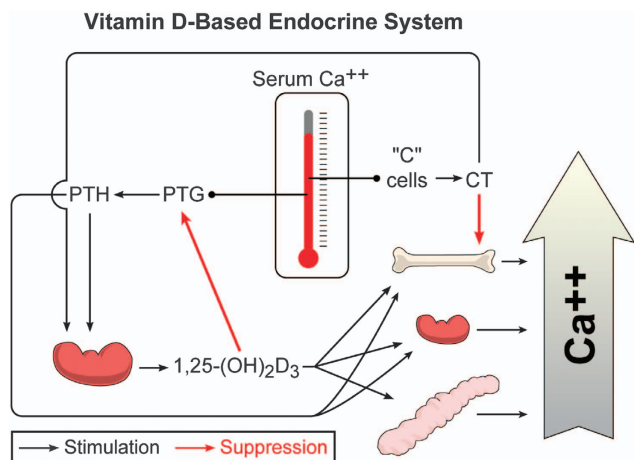 Vitamin D-Based Endocrine System
Serum Ca++
"C"
cells
CT
PTH
PTG
1,25-(OH)2D3
Ca++
Stimulation
Suppression